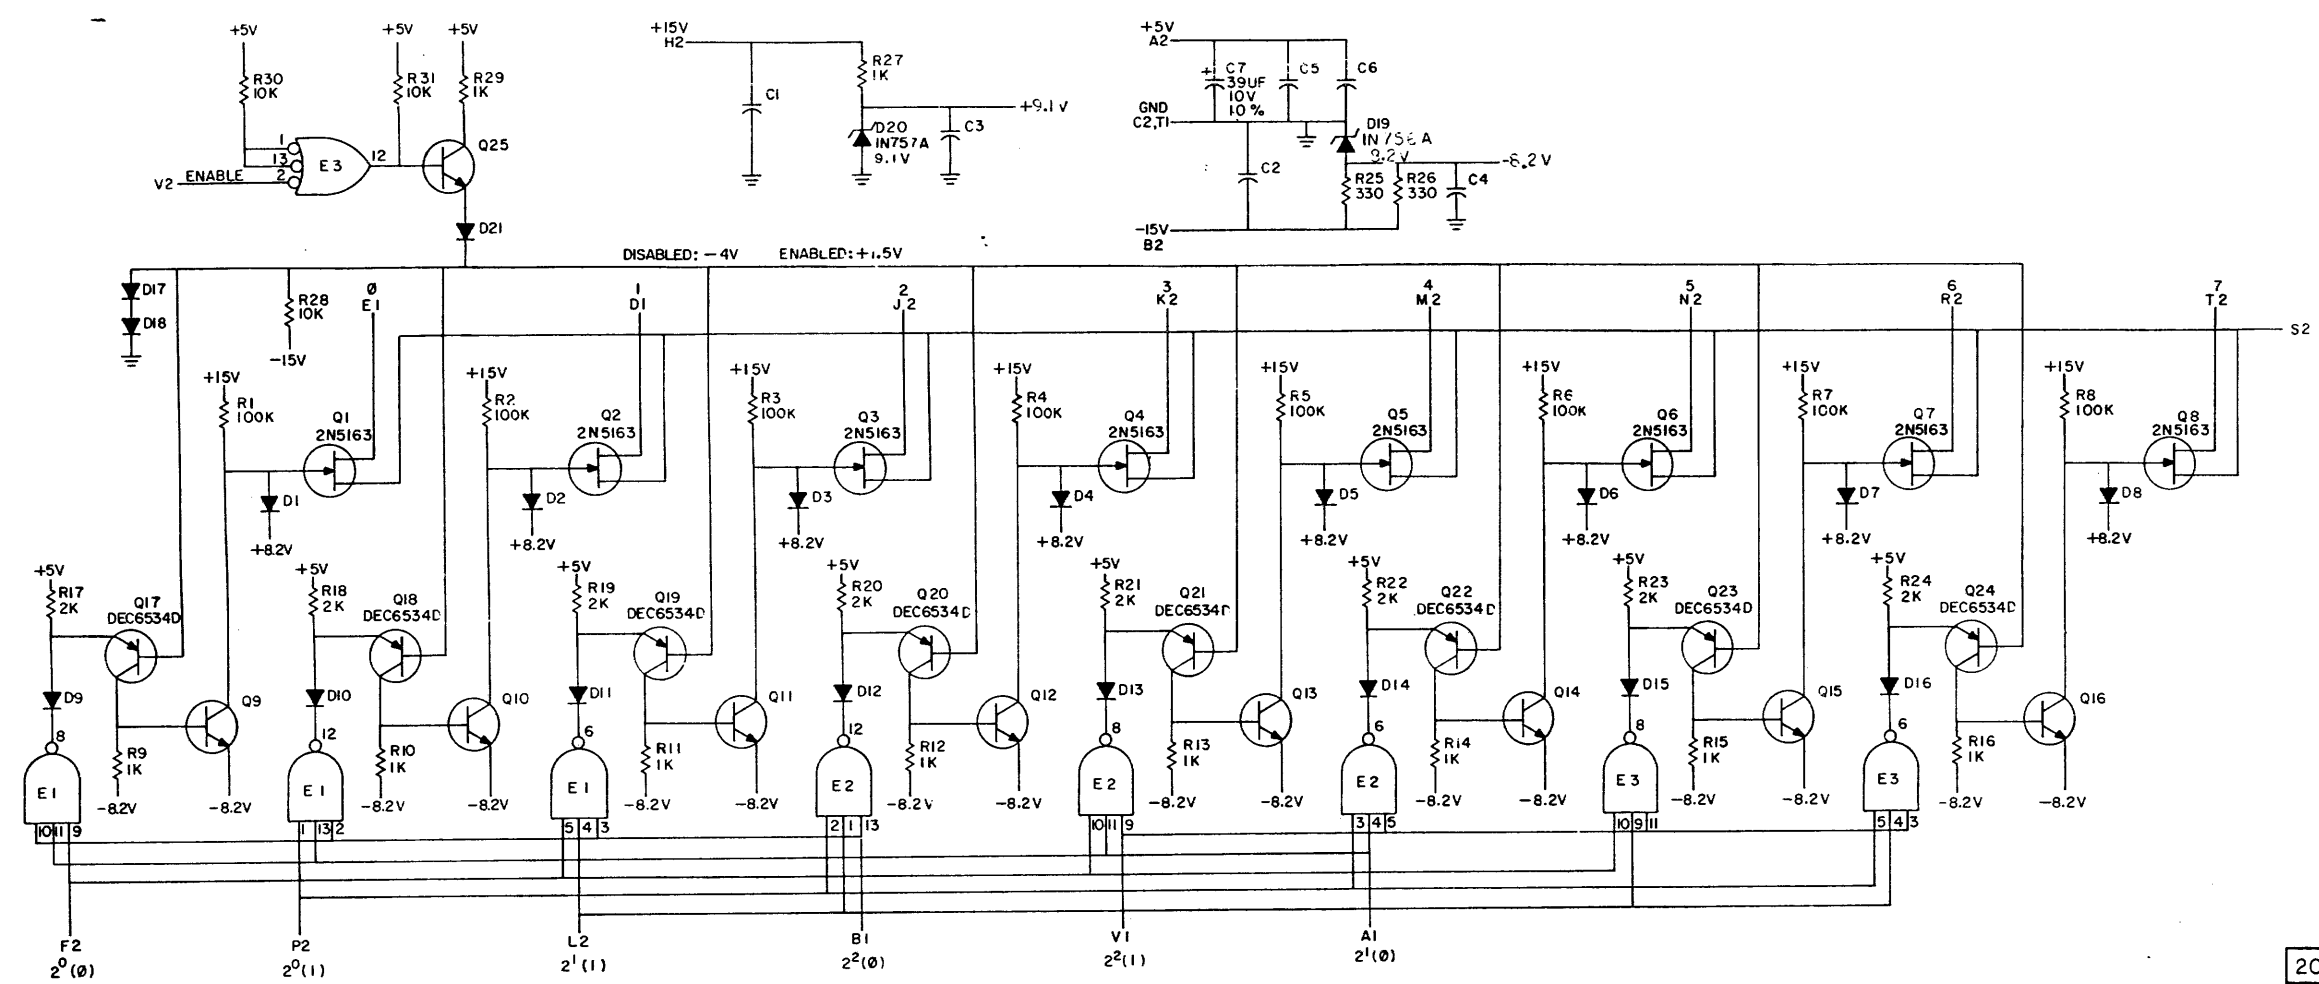 +5V +5V +5V
R30 10K
R31 10K
R29 1K
1
13
2
E3
12
Q25
V2 ENABLE
D21
+15V
H2
C1
R27 1K
D20
IN757A
9.1V
C3
+9.1V
+5V
A2
C7
39UF
10V
10%
C5
C6
GND
C2,T1
C2
D19
R25 330
R26 330
C4
-8.2V
-15V
B2
DISABLED: -4V ENABLED: +1.5V
D17
D18
R28 10K
-15V
0 1 2 3 4 5 6 7
E1 D1 J2 K2 M2 N2 R2 T2
S2
+15V +15V +15V +15V +15V +15V +15V +15V
R1 100K
R2 100K
R3 100K
R4 100K
R5 100K
R6 100K
R7 100K
R8 100K
Q1 Q2 Q3 Q4 Q5 Q6 Q7 Q8
2N5163 2N5163 2N5163 2N5163 2N5163 2N5163 2N5163 2N5163
D1 D2 D3 D4 D5 D6 D7 D8
+8.2V +8.2V +8.2V +8.2V +8.2V +8.2V +8.2V +8.2V
+5V +5V +5V +5V +5V +5V +5V +5V
R17 2K
R18 2K
R19 2K
R20 2K
R21 2K
R22 2K
R23 2K
R24 2K
Q17 Q18 Q19 Q20 Q21 Q22 Q23 Q24
DEC6534D DEC6534D DEC6534D DEC6534D DEC6534D DEC6534D DEC6534D DEC6534D
D9 D10 D11 D12 D13 D14 D15 D16
Q9 Q10 Q11 Q12 Q13 Q14 Q15 Q16
8 12 6 12 8 6 8 6
R9 1K
R10 1K
R11 1K
R12 1K
R13 1K
R14 1K
R15 1K
R16 1K
E1 E1 E1 E2 E2 E2 E3 E3
-8.2V -8.2V -8.2V -8.2V -8.2V -8.2V -8.2V -8.2V -8.2V -8.2V -8.2V -8.2V -8.2V -8.2V -8.2V -8.2V
10 11 9 1 13 2 5 4 3 2 1 13 10 11 9 3 4 5 10 9 11 5 4 3
F2 P2 L2 B1 V1 A1
2⁰(0) 2⁰(1) 2¹(1) 2²(0) 2²(1) 2¹(0)